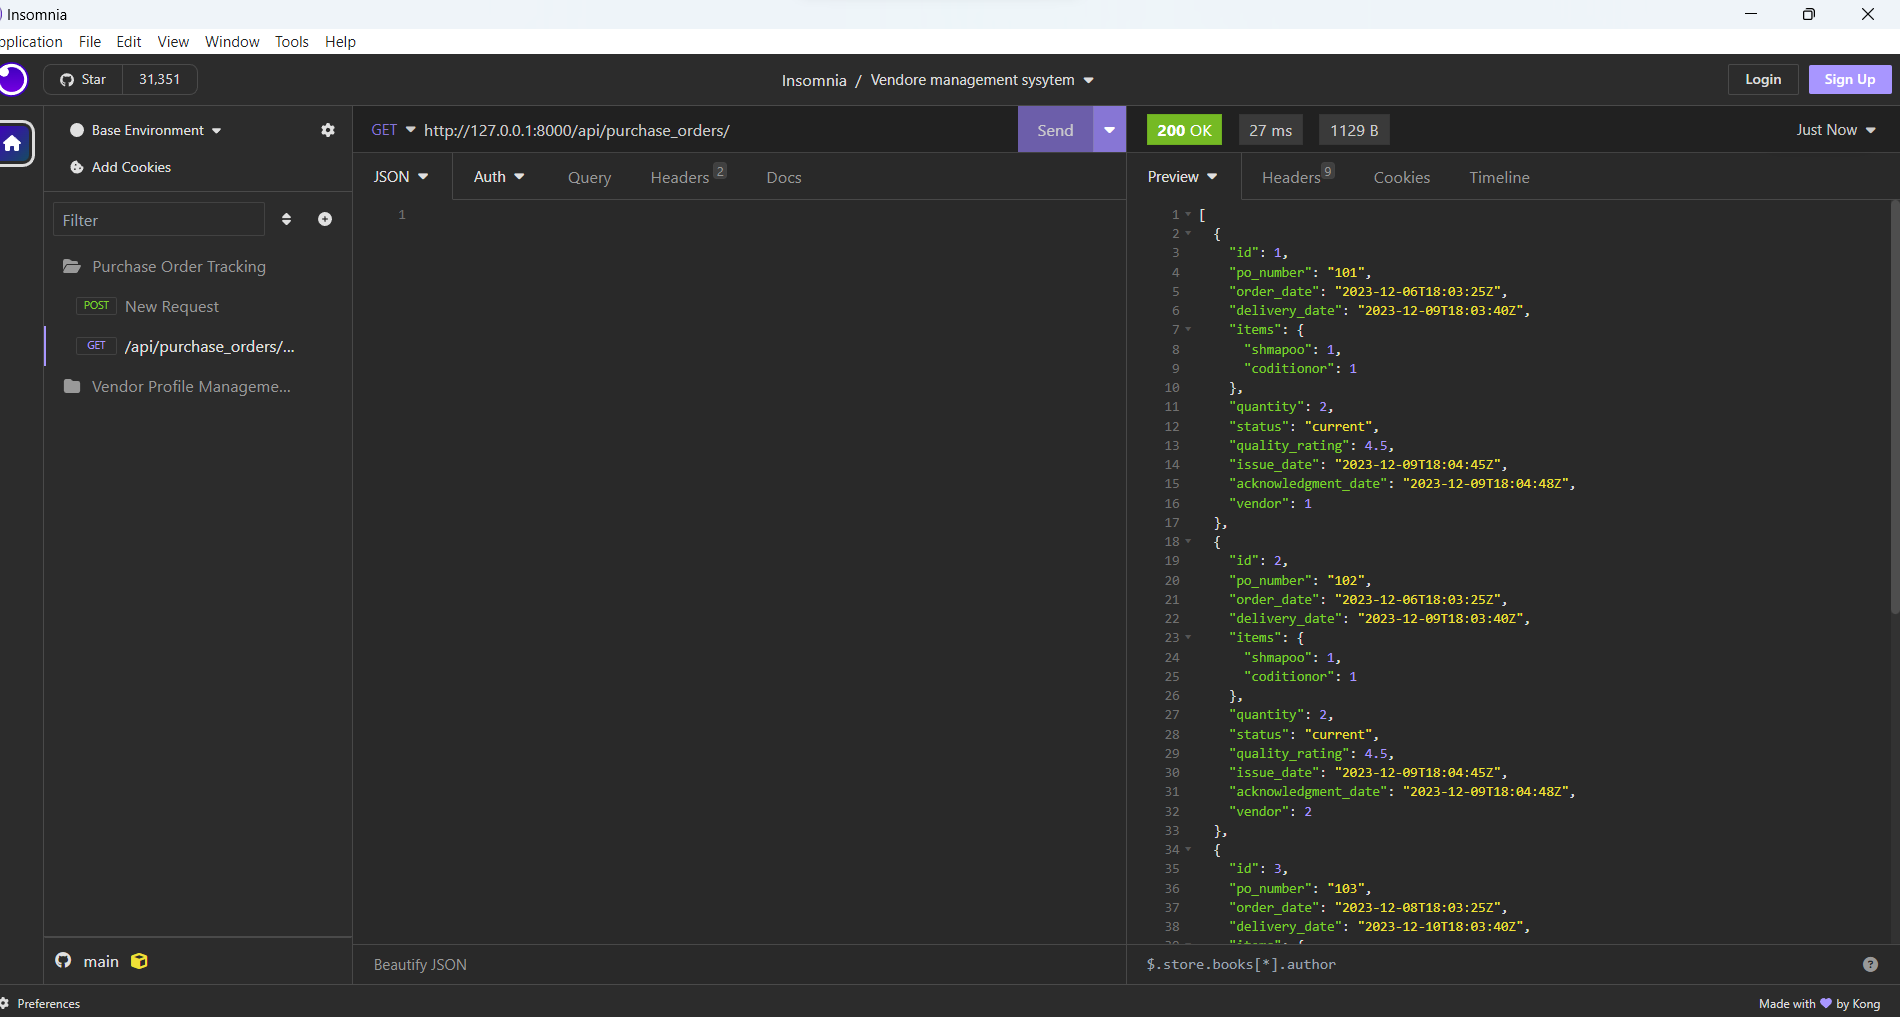 Insomnia
pplication File Edit View Window Tools Help
Star 31,351
Insomnia / Vendore management sysytem
Login Sign Up
Base Environment
Add Cookies
Filter
Purchase Order Tracking
POST New Request
GET /api/purchase_orders/...
Vendor Profile Manageme...
main
Preferences
GET http://127.0.0.1:8000/api/purchase_orders/ Send
JSON Auth Query Headers 2 Docs
1
Beautify JSON
200 OK 27 ms 1129 B Just Now
Preview Headers 9 Cookies Timeline
1 [
2 {
3 "id": 1,
4 "po_number": "101",
5 "order_date": "2023-12-06T18:03:25Z",
6 "delivery_date": "2023-12-09T18:03:40Z",
7 "items": {
8 "shmapoo": 1,
9 "coditionor": 1
10 },
11 "quantity": 2,
12 "status": "current",
13 "quality_rating": 4.5,
14 "issue_date": "2023-12-09T18:04:45Z",
15 "acknowledgment_date": "2023-12-09T18:04:48Z",
16 "vendor": 1
17 },
18 {
19 "id": 2,
20 "po_number": "102",
21 "order_date": "2023-12-06T18:03:25Z",
22 "delivery_date": "2023-12-09T18:03:40Z",
23 "items": {
24 "shmapoo": 1,
25 "coditionor": 1
26 },
27 "quantity": 2,
28 "status": "current",
29 "quality_rating": 4.5,
30 "issue_date": "2023-12-09T18:04:45Z",
31 "acknowledgment_date": "2023-12-09T18:04:48Z",
32 "vendor": 2
33 },
34 {
35 "id": 3,
36 "po_number": "103",
37 "order_date": "2023-12-08T18:03:25Z",
38 "delivery_date": "2023-12-10T18:03:40Z",
39 "items": {
$.store.books[*].author
Made with by Kong